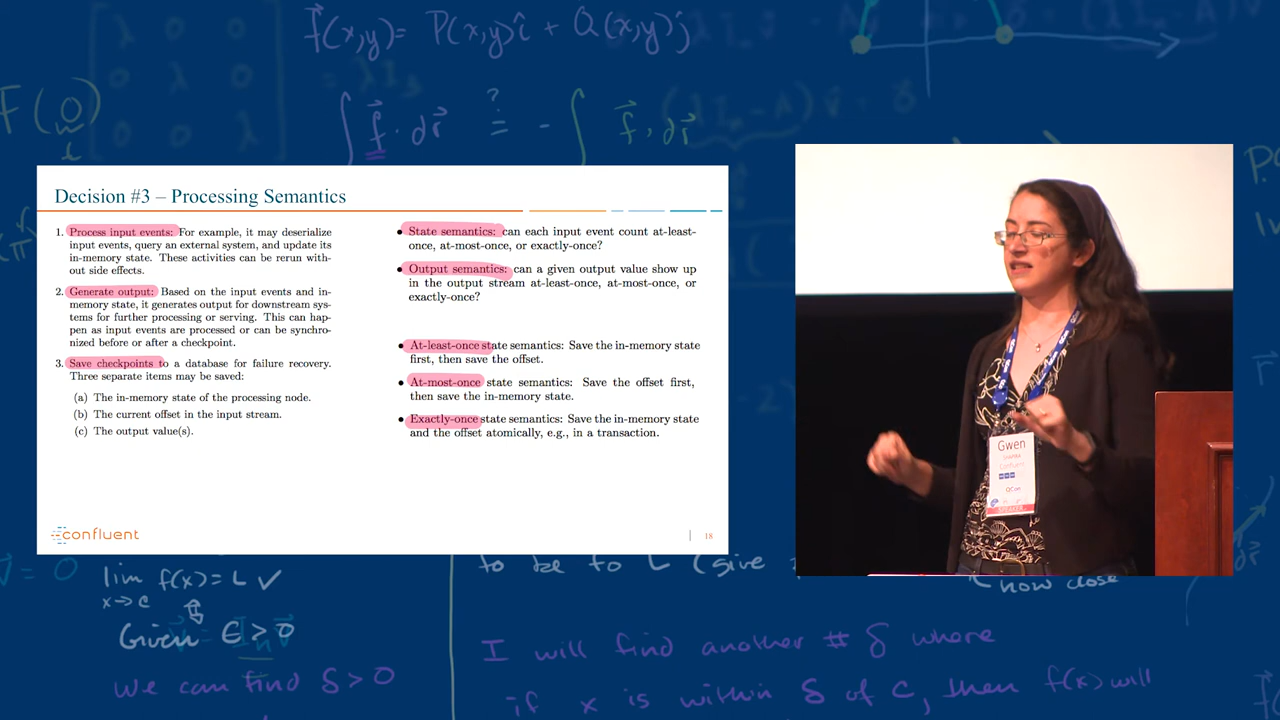 f(x,y)= P(x,y)î + Q(x,y)ĵ
F(0)
∫ f · dr ?= - ∫ f · dr
Decision #3 – Processing Semantics
1. Process input events: For example, it may deserialize
input events, query an external system, and update its
in-memory state. These activities can be rerun with-
out side effects.
2. Generate output: Based on the input events and in-
memory state, it generates output for downstream sys-
tems for further processing or serving. This can hap-
pen as input events are processed or can be synchro-
nized before or after a checkpoint.
3. Save checkpoints to a database for failure recovery.
Three separate items may be saved:
(a) The in-memory state of the processing node.
(b) The current offset in the input stream.
(c) The output value(s).
• State semantics: can each input event count at-least-
once, at-most-once, or exactly-once?
• Output semantics: can a given output value show up
in the output stream at-least-once, at-most-once, or
exactly-once?
• At-least-once state semantics: Save the in-memory state
first, then save the offset.
• At-most-once state semantics: Save the offset first,
then save the in-memory state.
• Exactly-once state semantics: Save the in-memory state
and the offset atomically, e.g., in a transaction.
confluent
18
Gwen
Confluent
QCon
SPEAKER
lim f(x)= L ✓
x→c
Given ϵ > 0
We can find δ > 0
to be to L (give
how close
I will find another # δ where
if x is within δ of c, then f(x) will